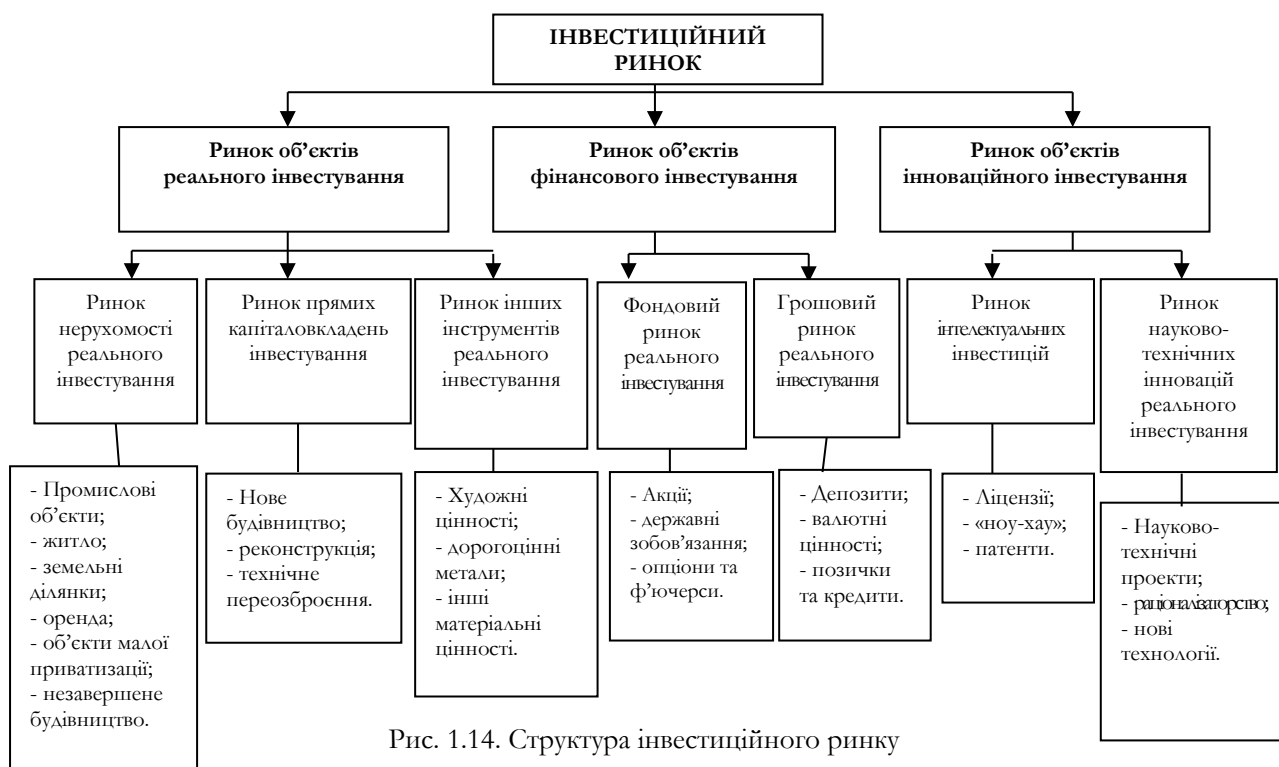 ІНВЕСТИЦІЙНИЙ
РИНОК
Ринок об’єктів
реального інвестування
Ринок об’єктів
фінансового інвестування
Ринок об’єктів
інноваційного інвестування
Ринок
нерухомості
реального
інвестування
Ринок прямих
капіталовкладень
інвестування
Ринок інших
інструментів
реального
інвестування
Фондовий
ринок
реального
інвестування
Грошовий
ринок
реального
інвестування
Ринок
інтелектуальних
інвестицій
Ринок
науково-
технічних
інновацій
реального
інвестування
- Промислові
об’єкти;
- житло;
- земельні
ділянки;
- оренда;
- об’єкти малої
приватизації;
- незавершене
будівництво.
- Нове
будівництво;
- реконструкція;
- технічне
переозброєння.
- Художні
цінності;
- дорогоцінні
метали;
- інші
матеріальні
цінності.
- Акції;
- державні
зобов’язання;
- опціони та
ф’ючерси.
- Депозити;
- валютні
цінності;
- позички
та кредити.
- Ліцензії;
- «ноу-хау»;
- патенти.
- Науково-
технічні
проекти;
- раціоналізаторство;
- нові
технології.
Рис. 1.14. Структура інвестиційного ринку